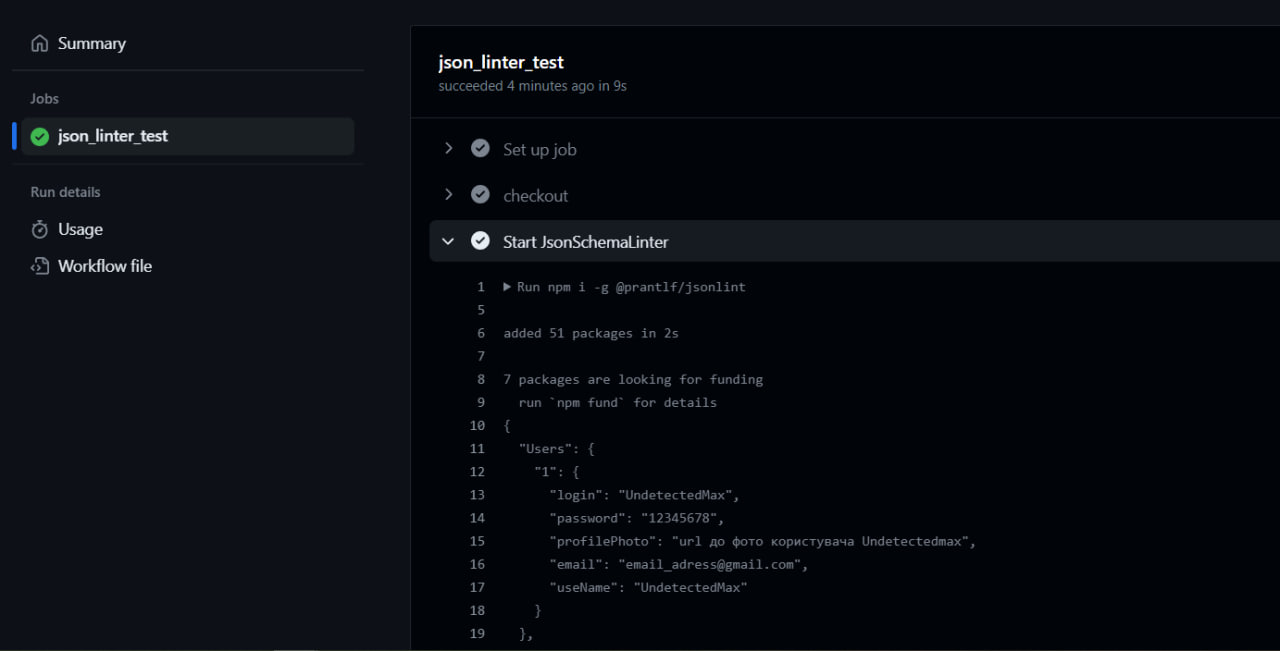 Summary
Jobs
json_linter_test
Run details
Usage
Workflow file
json_linter_test
succeeded 4 minutes ago in 9s
Set up job
checkout
Start JsonSchemaLinter
1 Run npm i -g @prantlf/jsonlint
5
6 added 51 packages in 2s
7
8 7 packages are looking for funding
9 run `npm fund` for details
10 {
11 "Users": {
12 "1": {
13 "login": "UndetectedMax",
14 "password": "12345678",
15 "profilePhoto": "url до фото користувача Undetectedmax",
16 "email": "email_adress@gmail.com",
17 "useName": "UndetectedMax"
18 }
19 },